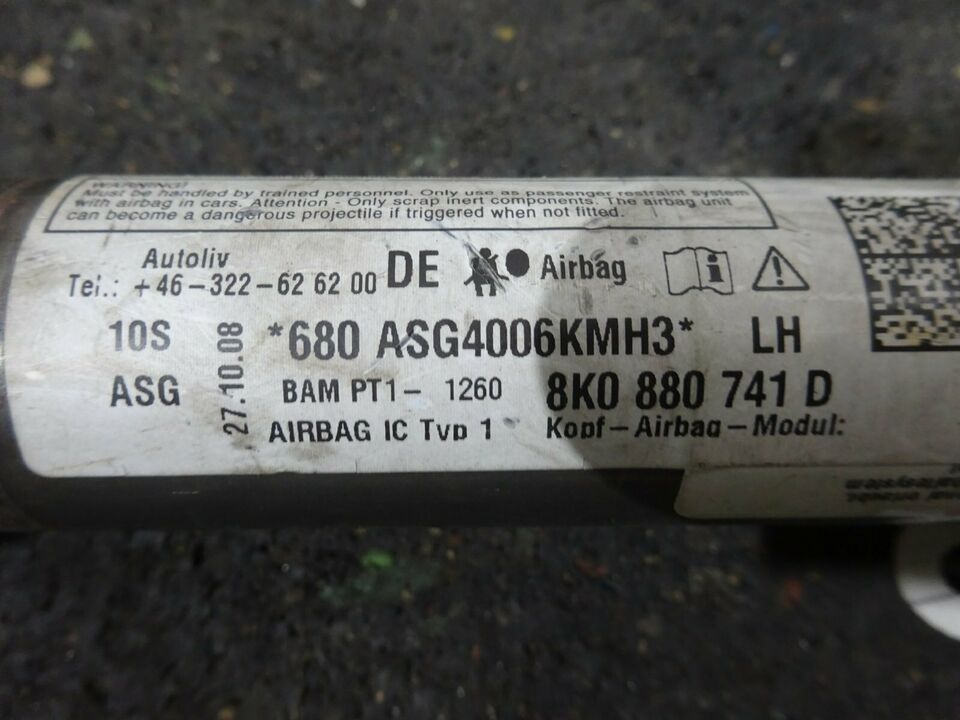 WARNING!
Must be handled by trained personnel. Only use as passenger restraint system
with airbag in cars. Attention - Only scrap inert components. The airbag unit
can become a dangerous projectile if triggered when not fitted.
Autoliv
Tel.: +46-322-62 62 00
DE
Airbag
10S
27.10.08
*680 ASG4006KMH3*
LH
ASG
BAM PT1- 1260
8K0 880 741 D
AIRBAG IC Typ 1
Kopf-Airbag-Modul: